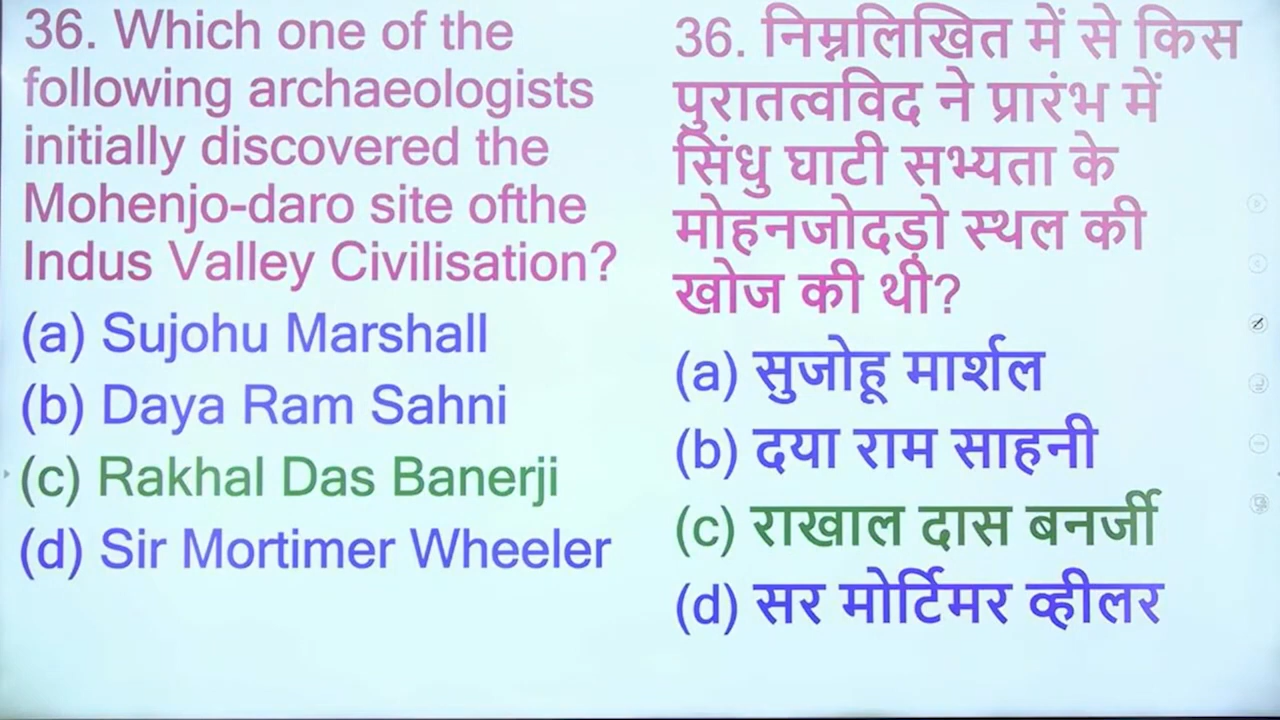 36. Which one of the
following archaeologists
initially discovered the
Mohenjo-daro site ofthe
Indus Valley Civilisation?
(a) Sujohu Marshall
(b) Daya Ram Sahni
(c) Rakhal Das Banerji
(d) Sir Mortimer Wheeler
36. निम्नलिखित में से किस
पुरातत्वविद ने प्रारंभ में
सिंधु घाटी सभ्यता के
मोहनजोदड़ो स्थल की
खोज की थी?
(a) सुजोहू मार्शल
(b) दया राम साहनी
(c) राखाल दास बनर्जी
(d) सर मोर्टिमर व्हीलर